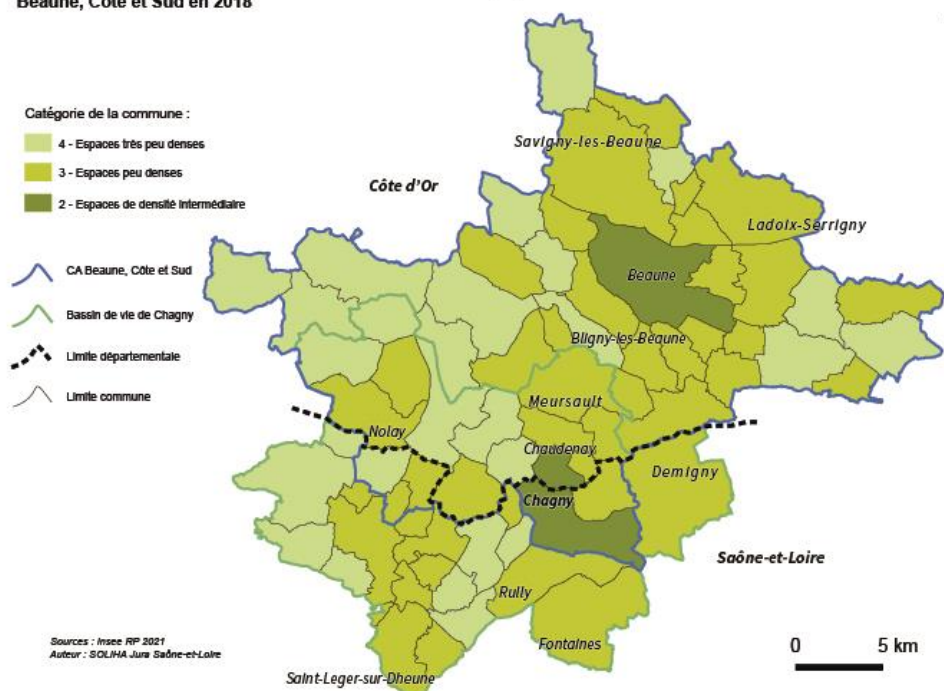 Beaune, Côte et Sud en 2018
Catégorie de la commune :
4 - Espaces très peu denses
3 - Espaces peu denses
2 - Espaces de densité intermédiaire
CA Beaune, Côte et Sud
Bassin de vie de Chagny
Limite départementale
Limite commune
Côte d'Or
Savigny-les-Beaune
Ladoix-Serrigny
Beaune
Bligny-les-Beaune
Meursault
Nolay
Chaudenay
Demigny
Chagny
Saône-et-Loire
Rully
Fontaines
Saint-Leger-sur-Dheune
Sources : Insee RP 2021
Auteur : SOLIHA Jura Saône-et-Loire
0 5 km